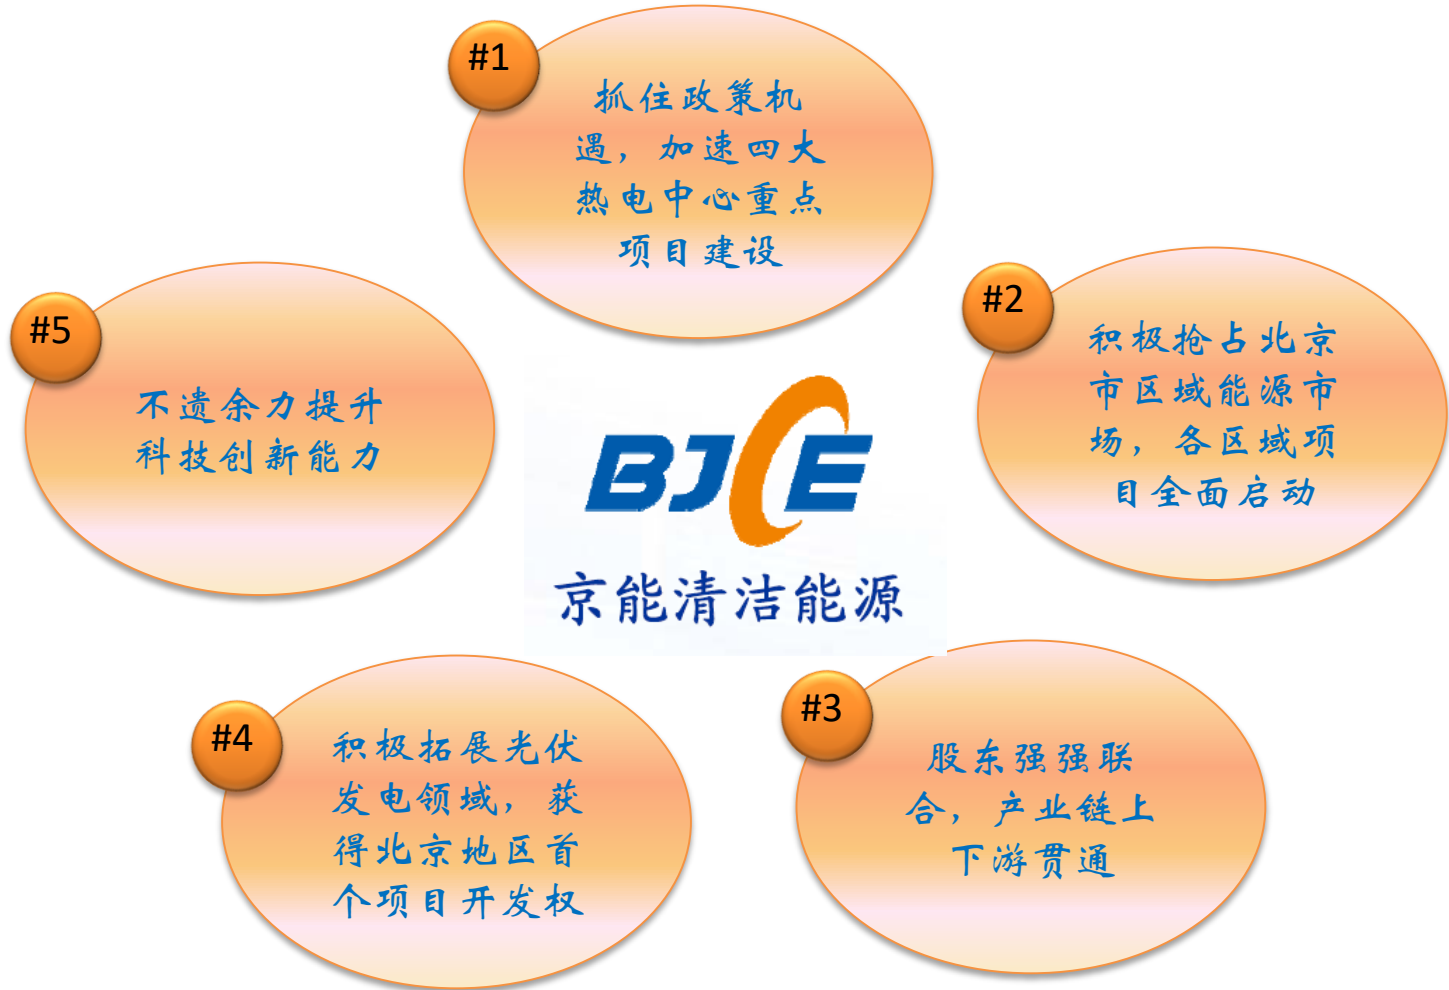 #1
抓住政策机
遇，加速四大
热电中心重点
项目建设
#2
积极抢占北京
市区域能源市
场，各区域项
目全面启动
#3
股东强强联
合，产业链上
下游贯通
#4
积极拓展光伏
发电领域，获
得北京地区首
个项目开发权
#5
不遗余力提升
科技创新能力
BJCE
京能清洁能源